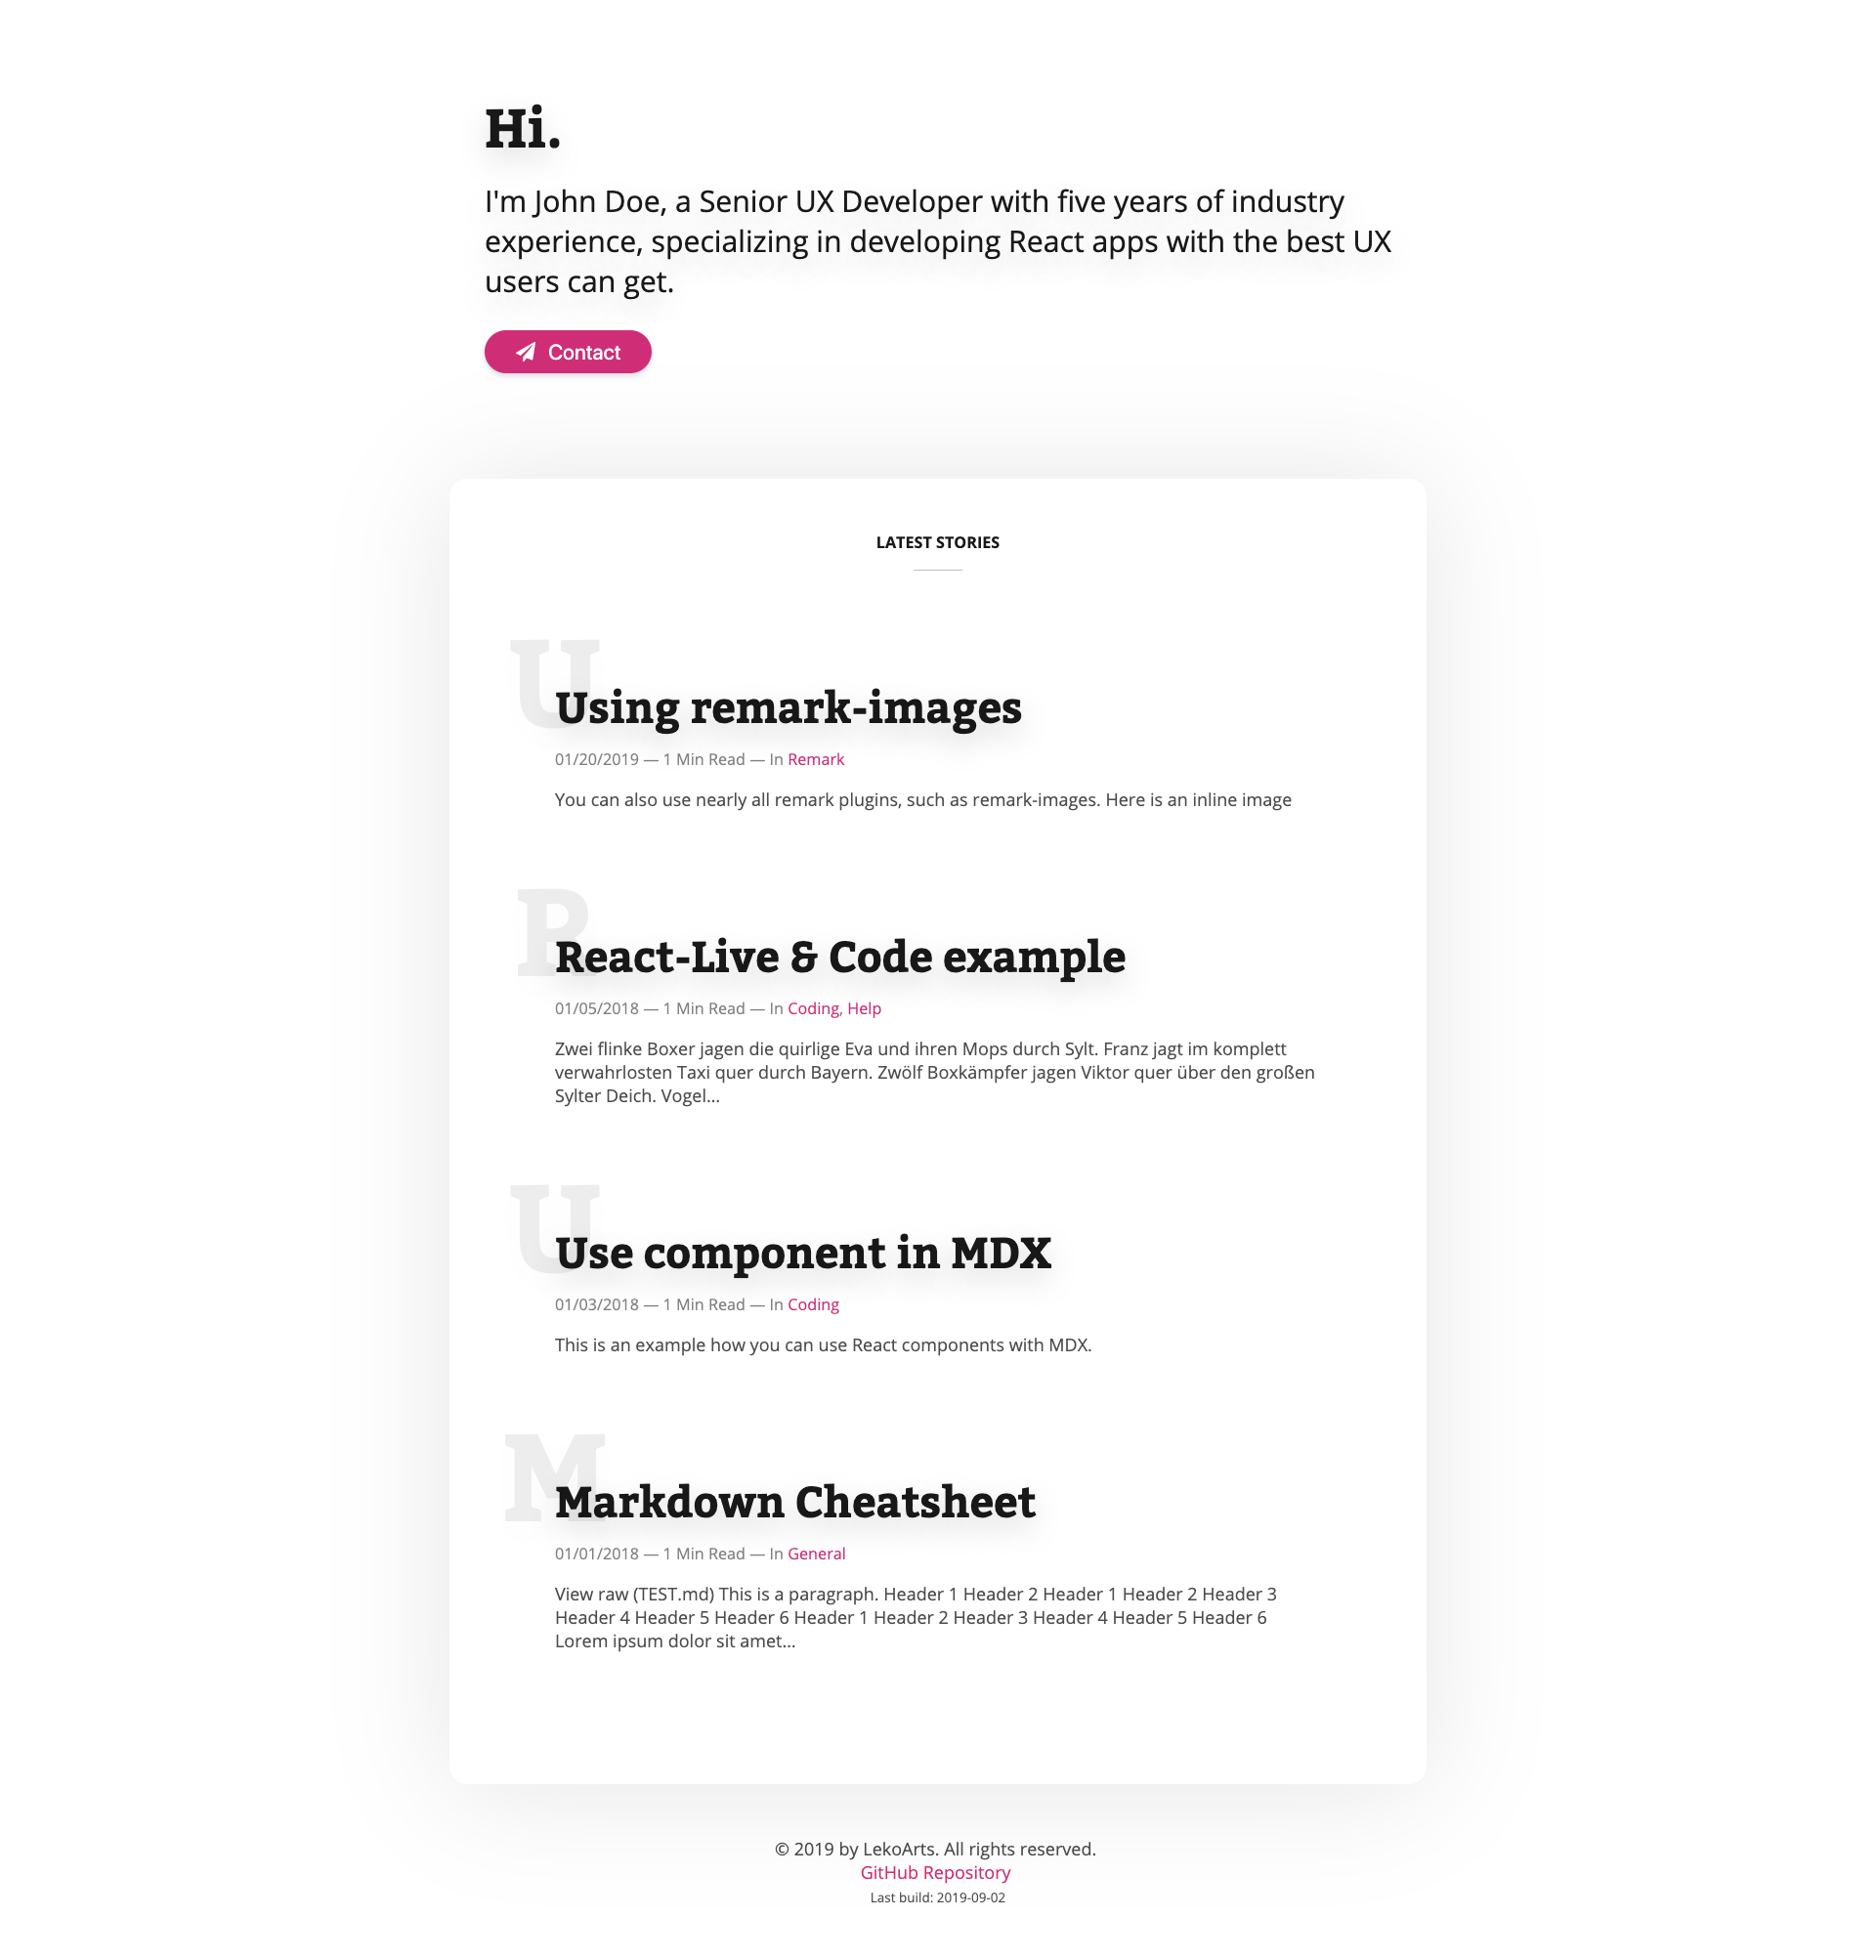 Hi.
I'm John Doe, a Senior UX Developer with five years of industry
experience, specializing in developing React apps with the best UX
users can get.
Contact
LATEST STORIES
U
Using remark-images
01/20/2019 — 1 Min Read — In Remark
You can also use nearly all remark plugins, such as remark-images. Here is an inline image
R
React-Live & Code example
01/05/2018 — 1 Min Read — In Coding, Help
Zwei flinke Boxer jagen die quirlige Eva und ihren Mops durch Sylt. Franz jagt im komplett
verwahrlosten Taxi quer durch Bayern. Zwölf Boxkämpfer jagen Viktor quer über den großen
Sylter Deich. Vogel…
U
Use component in MDX
01/03/2018 — 1 Min Read — In Coding
This is an example how you can use React components with MDX.
M
Markdown Cheatsheet
01/01/2018 — 1 Min Read — In General
View raw (TEST.md) This is a paragraph. Header 1 Header 2 Header 1 Header 2 Header 3
Header 4 Header 5 Header 6 Header 1 Header 2 Header 3 Header 4 Header 5 Header 6
Lorem ipsum dolor sit amet…
© 2019 by LekoArts. All rights reserved.
GitHub Repository
Last build: 2019-09-02